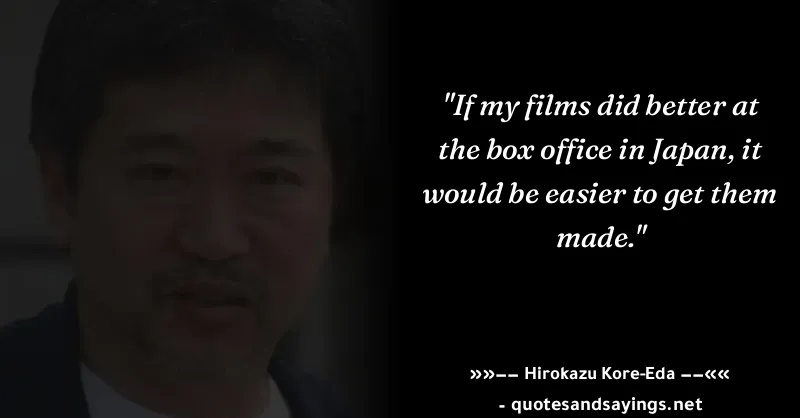 "If my films did better at
the box office in Japan, it
would be easier to get them
made."
»»−− Hirokazu Kore-Eda −−««
- quotesandsayings.net